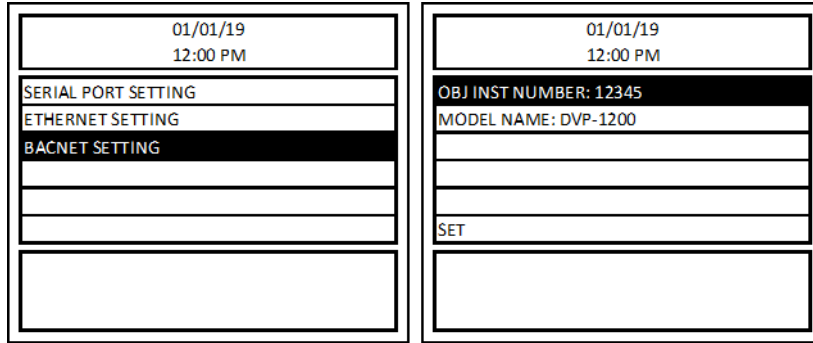 01/01/19
12:00 PM
SERIAL PORT SETTING
ETHERNET SETTING
BACNET SETTING
01/01/19
12:00 PM
OBJ INST NUMBER: 12345
MODEL NAME: DVP-1200
SET